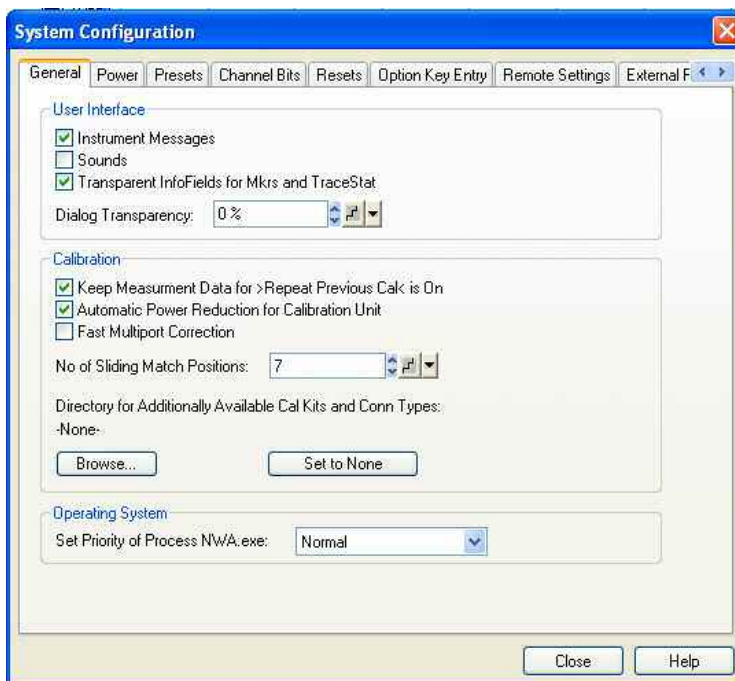 System Configuration
General Power Presets Channel Bits Resets Option Key Entry Remote Settings External F
User Interface
Instrument Messages
Sounds
Transparent InfoFields for Mkrs and TraceStat
Dialog Transparency: 0 %
Calibration
Keep Measurment Data for >Repeat Previous Cal< is On
Automatic Power Reduction for Calibration Unit
Fast Multiport Correction
No of Sliding Match Positions: 7
Directory for Additionally Available Cal Kits and Conn Types:
-None-
Browse... Set to None
Operating System
Set Priority of Process NWA.exe: Normal
Close Help